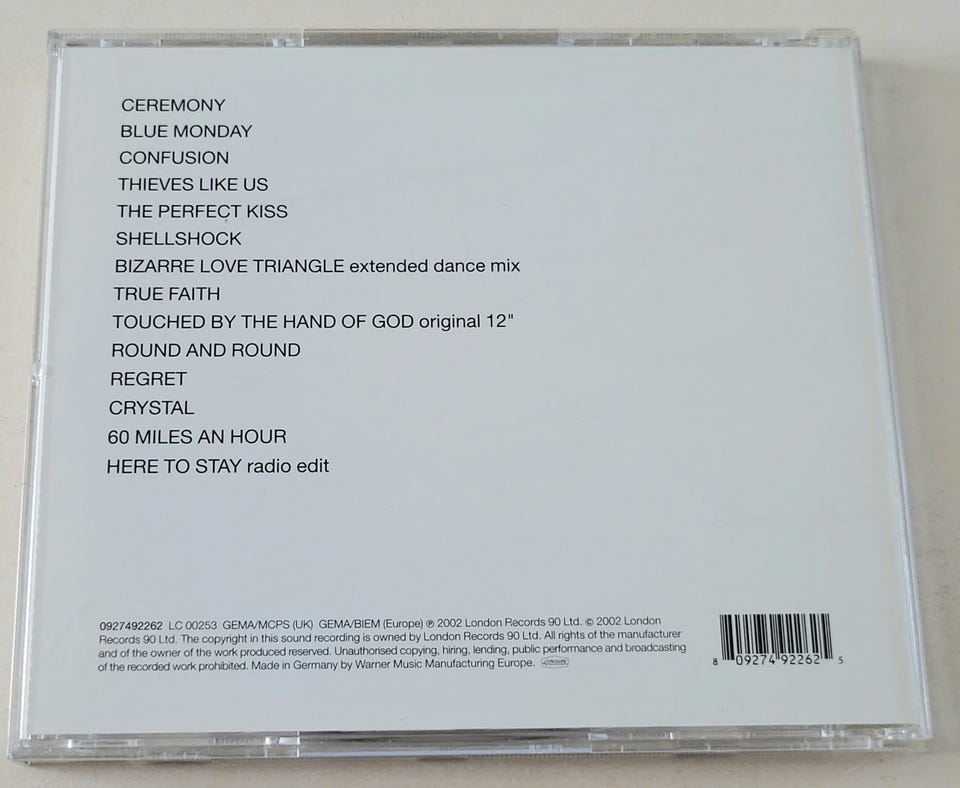 CEREMONY
BLUE MONDAY
CONFUSION
THIEVES LIKE US
THE PERFECT KISS
SHELLSHOCK
BIZARRE LOVE TRIANGLE extended dance mix
TRUE FAITH
TOUCHED BY THE HAND OF GOD original 12"
ROUND AND ROUND
REGRET
CRYSTAL
60 MILES AN HOUR
HERE TO STAY radio edit
0927492262 LC 00253 GEMA/MCPS (UK) GEMA/BIEM (Europe) ℗ 2002 London Records 90 Ltd. © 2002 London
Records 90 Ltd. The copyright in this sound recording is owned by London Records 90 Ltd. All rights of the manufacturer
and of the owner of the work produced reserved. Unauthorised copying, hiring, lending, public performance and broadcasting
of the recorded work prohibited. Made in Germany by Warner Music Manufacturing Europe.
8 09274 92262 5